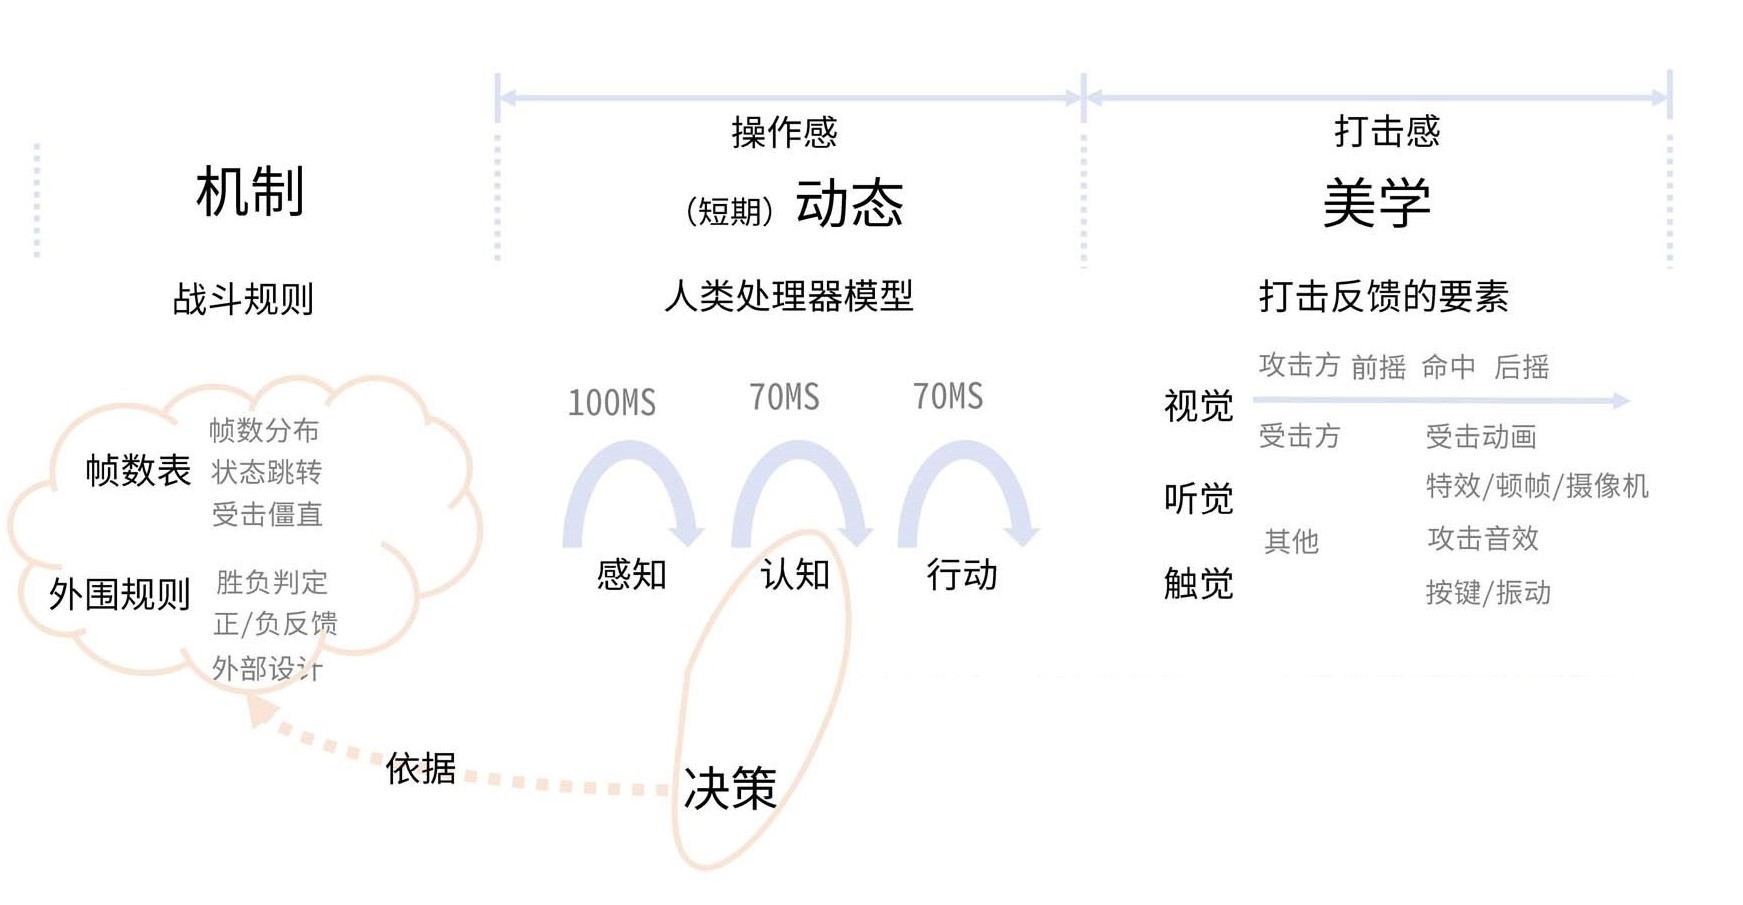 操作感
打击感
机制
（短期）动态
美学
战斗规则
人类处理器模型
打击反馈的要素
帧数表
帧数分布
状态跳转
受击僵直
外围规则
胜负判定
正/负反馈
外部设计
100MS
70MS
70MS
感知
认知
行动
视觉
攻击方 前摇 命中 后摇
受击方
受击动画
特效/顿帧/摄像机
听觉
其他
攻击音效
触觉
按键/振动
依据
决策